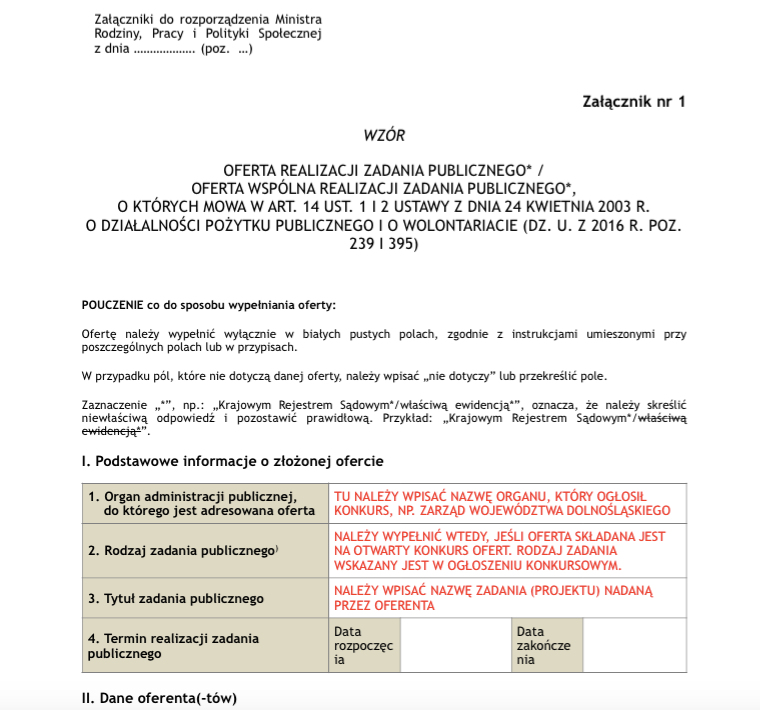 Załączniki do rozporządzenia Ministra
Rodziny, Pracy i Polityki Społecznej
z dnia ................... (poz. …)
Załącznik nr 1
WZÓR
OFERTA REALIZACJI ZADANIA PUBLICZNEGO* /
OFERTA WSPÓLNA REALIZACJI ZADANIA PUBLICZNEGO*,
O KTÓRYCH MOWA W ART. 14 UST. 1 I 2 USTAWY Z DNIA 24 KWIETNIA 2003 R.
O DZIAŁALNOŚCI POŻYTKU PUBLICZNEGO I O WOLONTARIACIE (DZ. U. Z 2016 R. POZ.
239 I 395)
POUCZENIE co do sposobu wypełniania oferty:
Ofertę należy wypełnić wyłącznie w białych pustych polach, zgodnie z instrukcjami umieszonymi przy
poszczególnych polach lub w przypisach.
W przypadku pól, które nie dotyczą danej oferty, należy wpisać „nie dotyczy” lub przekreślić pole.
Zaznaczenie „*”, np.: „Krajowym Rejestrem Sądowym*/właściwą ewidencją*”, oznacza, że należy skreślić
niewłaściwą odpowiedź i pozostawić prawidłową. Przykład: „Krajowym Rejestrem Sądowym*/właściwą
ewidencją*”.
I. Podstawowe informacje o złożonej ofercie
1. Organ administracji publicznej,
do którego jest adresowana oferta
TU NALEŻY WPISAĆ NAZWĘ ORGANU, KTÓRY OGŁOSIŁ
KONKURS, NP. ZARZĄD WOJEWÓDZTWA DOLNOŚLĄSKIEGO
2. Rodzaj zadania publicznego¹⁾
NALEŻY WYPEŁNIĆ WTEDY, JEŚLI OFERTA SKŁADANA JEST
NA OTWARTY KONKURS OFERT. RODZAJ ZADANIA
WSKAZANY JEST W OGŁOSZENIU KONKURSOWYM.
3. Tytuł zadania publicznego
NALEŻY WPISAĆ NAZWĘ ZADANIA (PROJEKTU) NADANĄ
PRZEZ OFERENTA
4. Termin realizacji zadania
publicznego
Data
rozpoczęc
ia
Data
zakończe
nia
II. Dane oferenta(-tów)